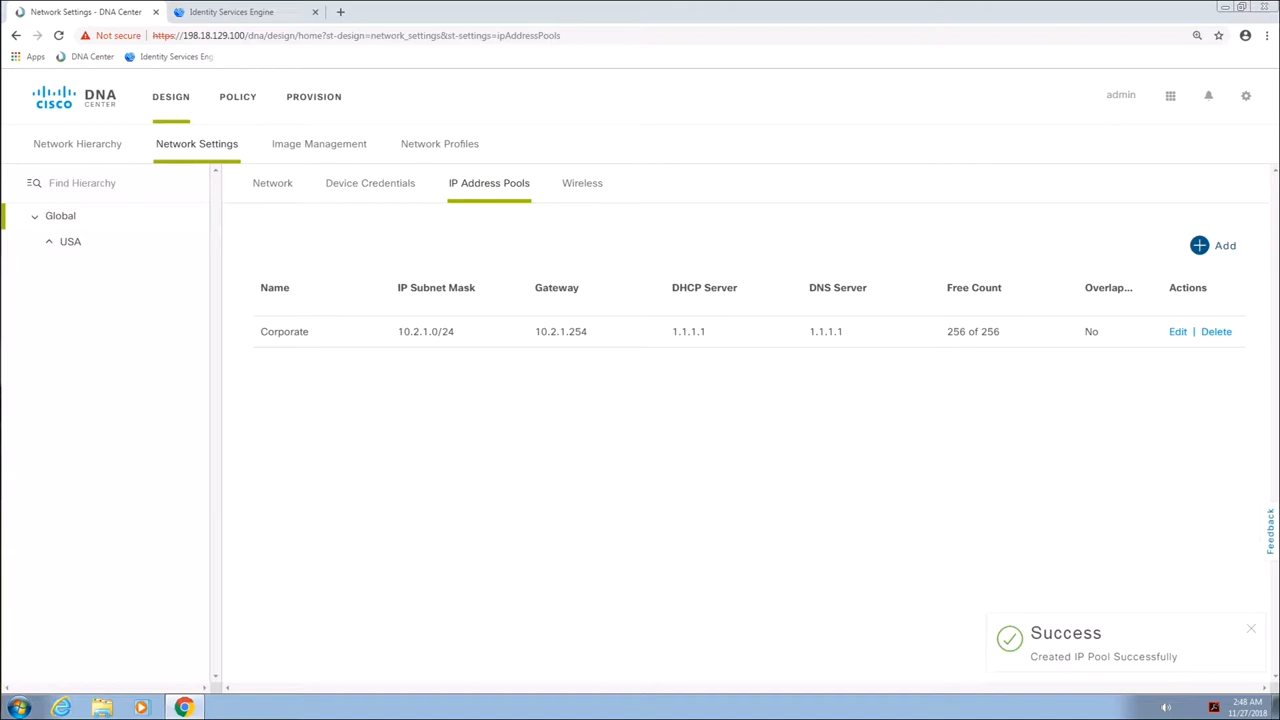 Network Settings - DNA Center
Identity Services Engine
Not secure
https://198.18.129.100/dna/design/home?st-design=network_settings&st-settings=ipAddressPools
Apps
DNA Center
Identity Services Eng
CISCO
DNA
CENTER
DESIGN
POLICY
PROVISION
admin
Network Hierarchy
Network Settings
Image Management
Network Profiles
Find Hierarchy
Network
Device Credentials
IP Address Pools
Wireless
Global
USA
Add
Name IP Subnet Mask Gateway DHCP Server DNS Server Free Count Overlap... Actions
Corporate 10.2.1.0/24 10.2.1.254 1.1.1.1 1.1.1.1 256 of 256 No Edit | Delete
Feedback
Success
Created IP Pool Successfully
2:48 AM
11/27/2018